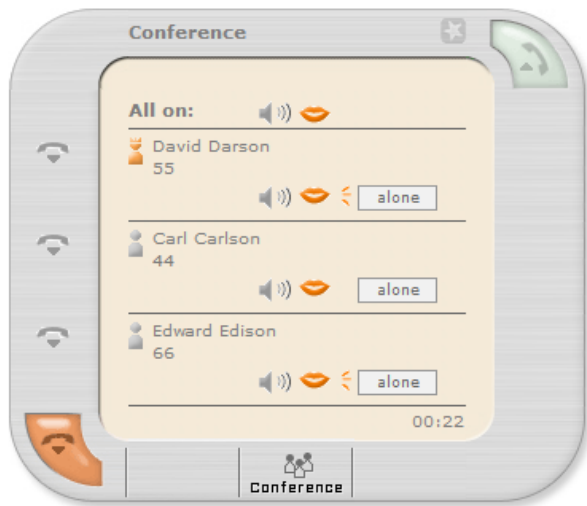 Conference
All on:
David Darson
55
alone
Carl Carlson
44
alone
Edward Edison
66
alone
00:22
Conference